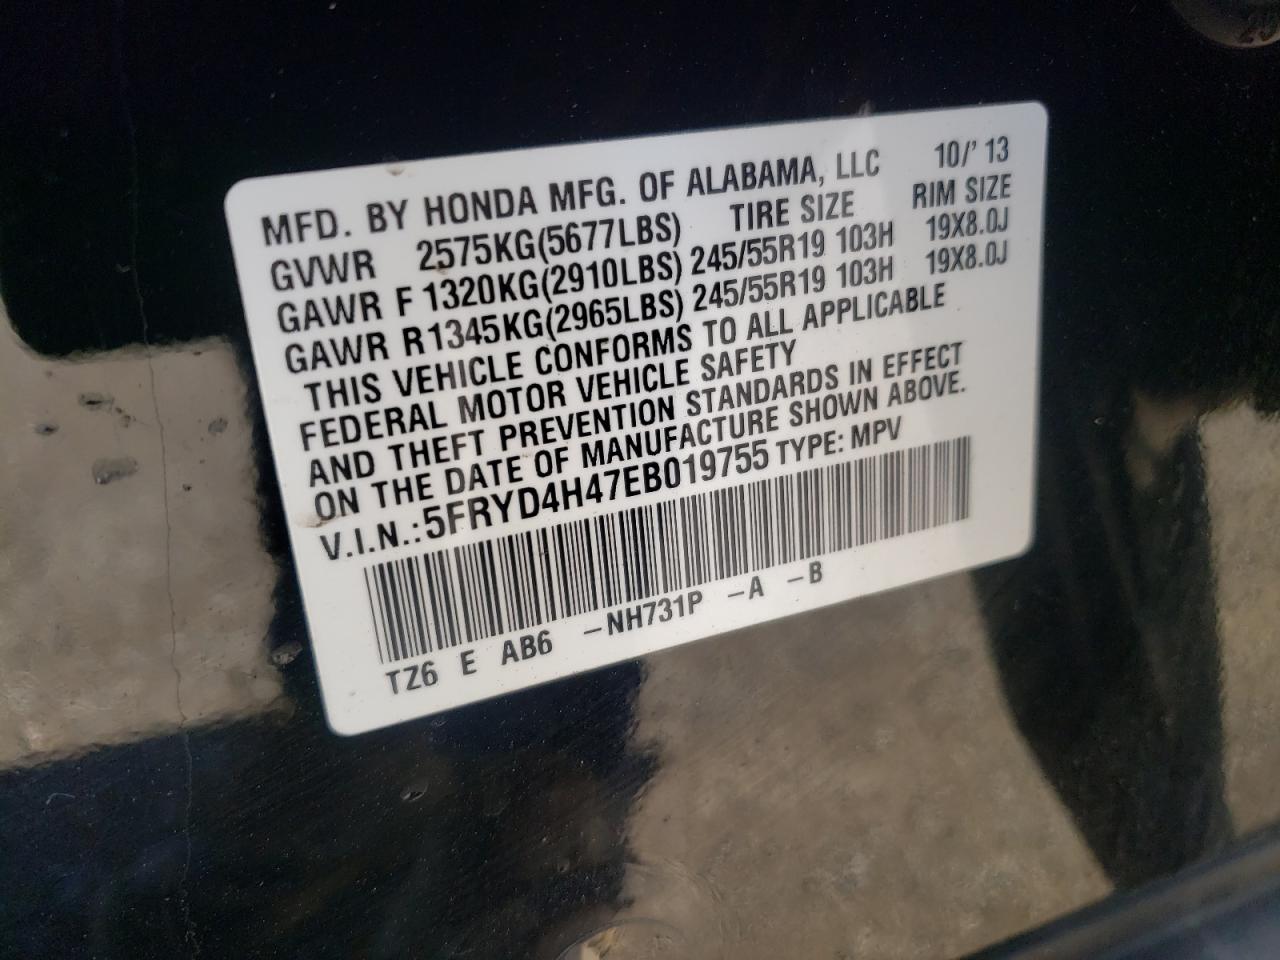 MFD. BY HONDA MFG. OF ALABAMA, LLC 10/' 13
GVWR 2575KG(5677LBS) TIRE SIZE RIM SIZE
GAWR F 1320KG(2910LBS) 245/55R19 103H 19X8.0J
GAWR R1345KG(2965LBS) 245/55R19 103H 19X8.0J
THIS VEHICLE CONFORMS TO ALL APPLICABLE
FEDERAL MOTOR VEHICLE SAFETY
AND THEFT PREVENTION STANDARDS IN EFFECT
ON THE DATE OF MANUFACTURE SHOWN ABOVE.
V.I.N.:5FRYD4H47EB019755 TYPE: MPV
TZ6 E AB6 -NH731P -A -B